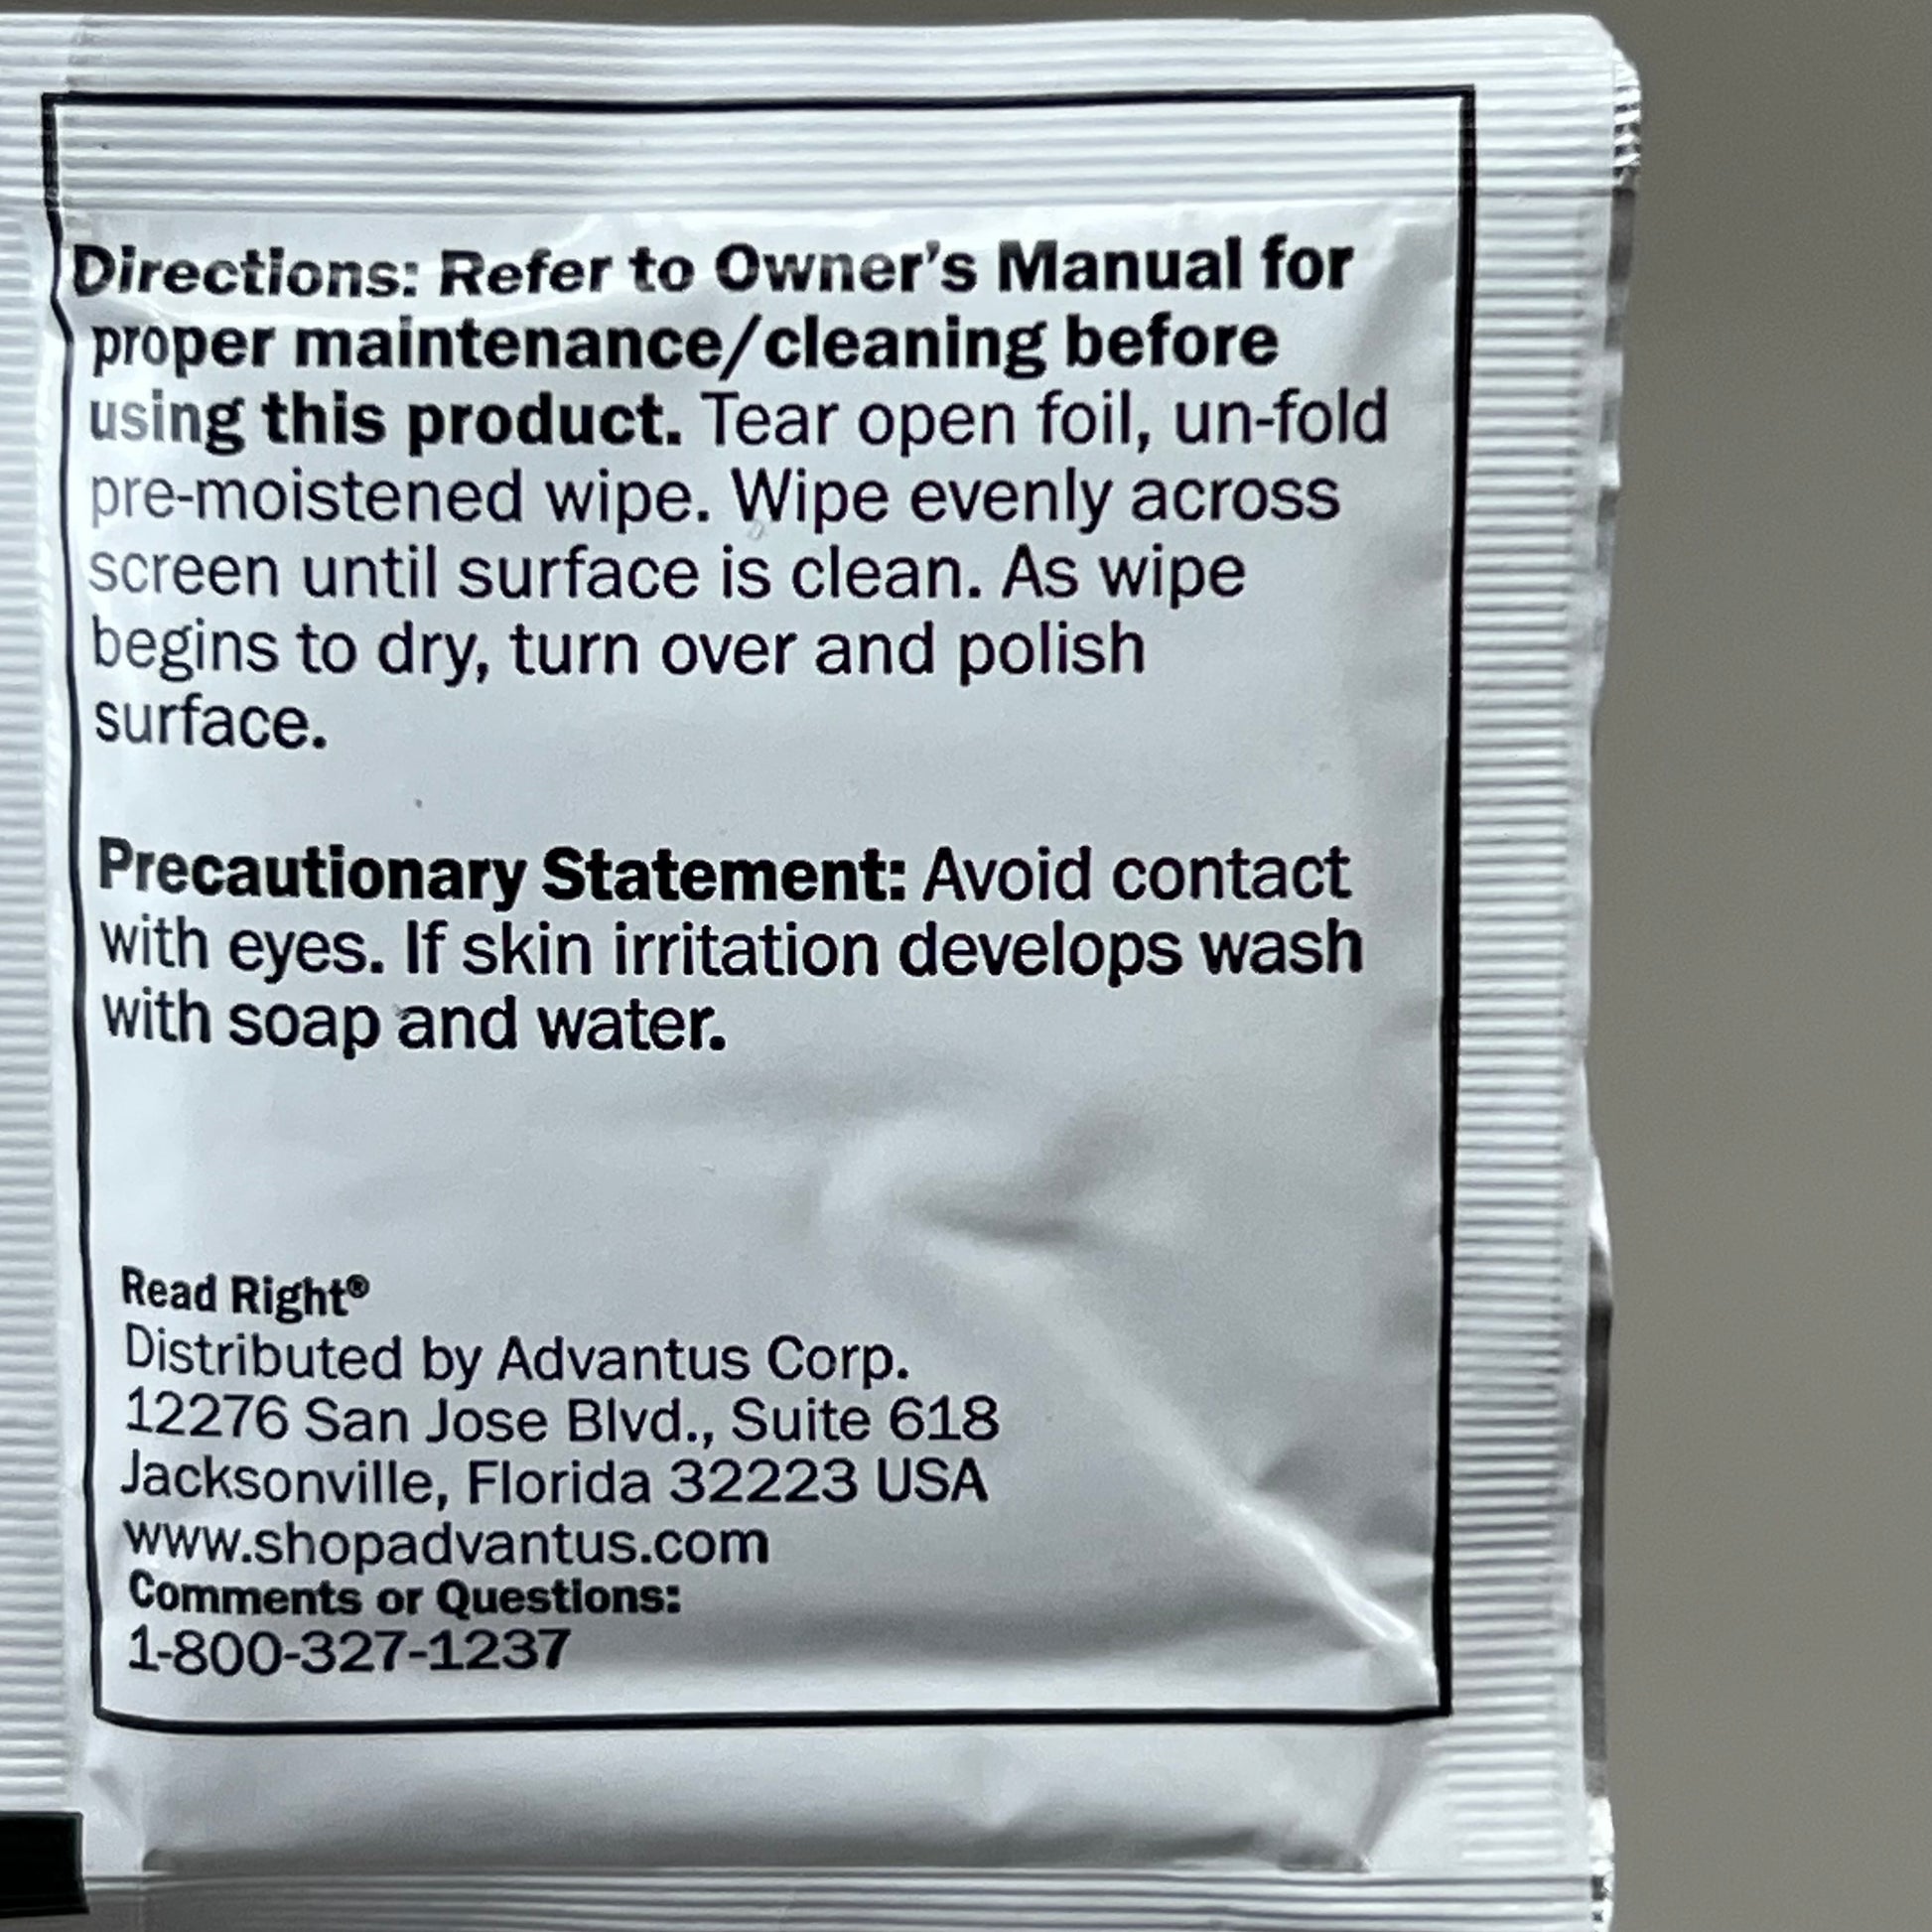 Directions: Refer to Owner's Manual for
proper maintenance/cleaning before
using this product. Tear open foil, un-fold
pre-moistened wipe. Wipe evenly across
screen until surface is clean. As wipe
begins to dry, turn over and polish
surface.
Precautionary Statement: Avoid contact
with eyes. If skin irritation develops wash
with soap and water.
Read Right®
Distributed by Advantus Corp.
12276 San Jose Blvd., Suite 618
Jacksonville, Florida 32223 USA
www.shopadvantus.com
Comments or Questions:
1-800-327-1237